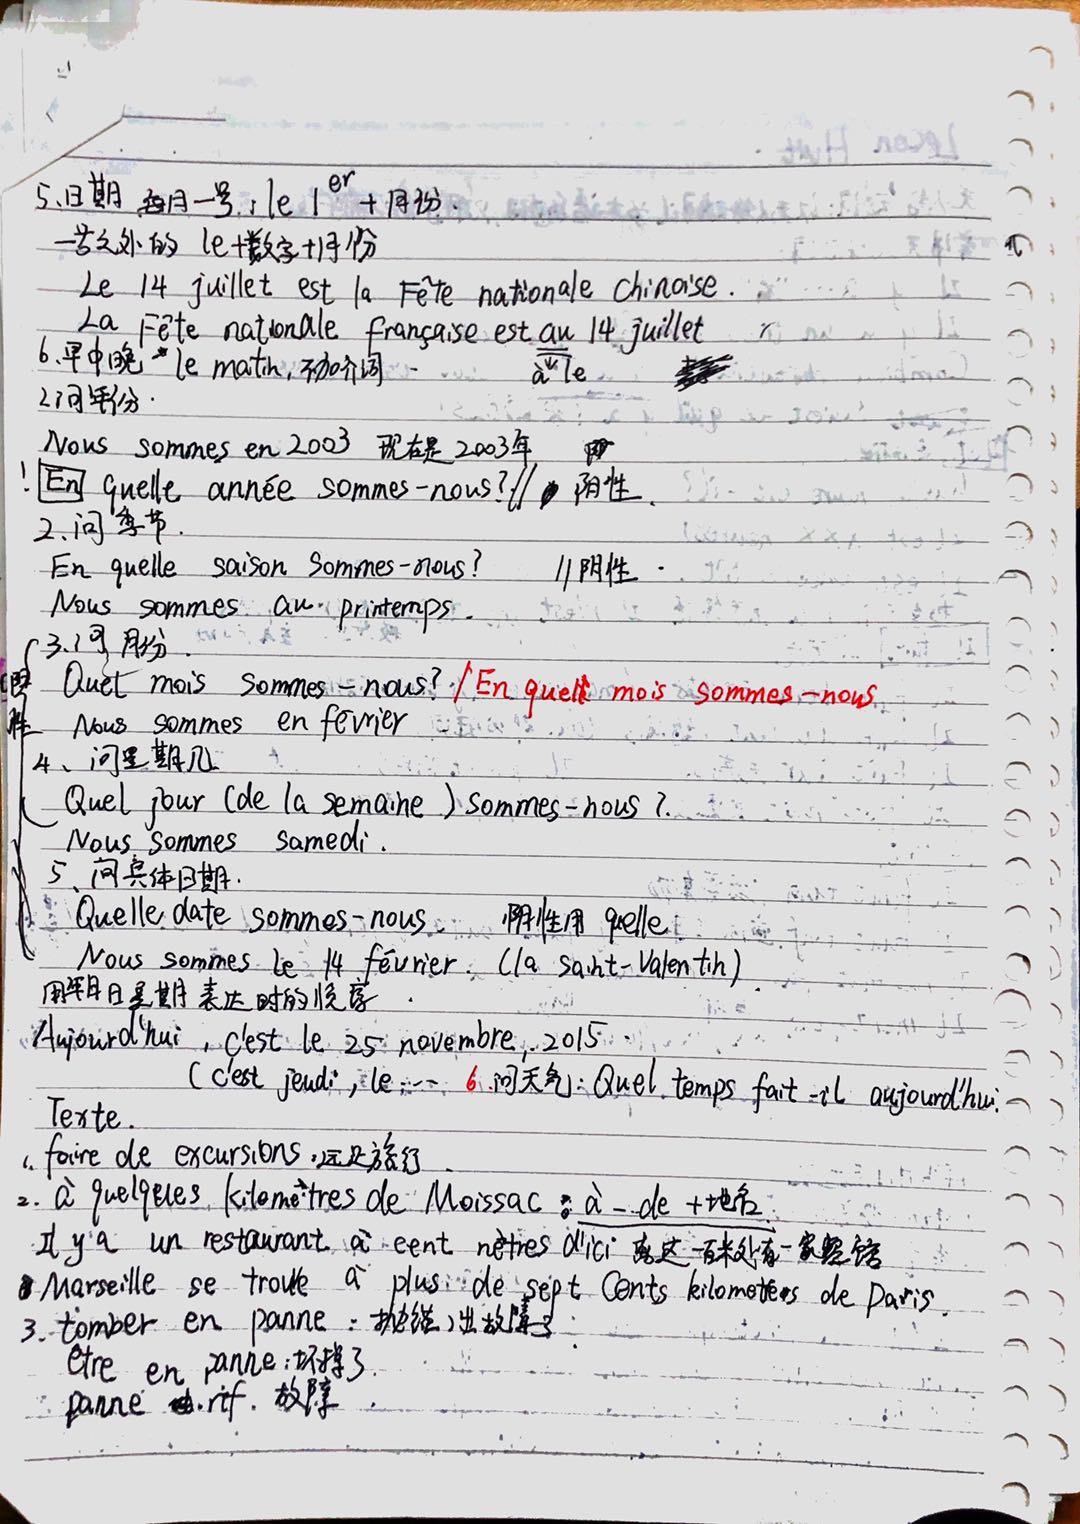 5.日期 每月一号：le 1er + 月份.
一号之外的 le+数字+月份
Le 14 juillet est la Fête nationale chinoise.
La Fête nationale française est au 14 juillet
6.早中晚 le matin, 不加介词
à le
2问年份.
Nous sommes en 2003 现在是2003年 阴
! En quelle année sommes-nous? // 阴性.
2.问季节.
En quelle saison sommes-nous? //阴性.
Nous sommes au printemps.
3.问月份.
阳性
Quel mois sommes-nous? / En quel mois sommes-nous
Nous sommes en février
4、问星期几
Quel jour (de la semaine) sommes-nous?.
Nous sommes samedi.
5、问具体日期.
Quelle date sommes-nous. 阴性用 quelle
Nous sommes le 14 février. (la saint-Valentin)
用年月日星期表达时的顺序.
Aujourd'hui, c'est le 25 novembre, 2015.
(c'est jeudi, le... 6.问天气: Quel temps fait-il aujourd'hui.
Texte.
1. faire de excursions.远足旅行
2. à quelqeles kilomètres de Moissac : à - de +地名
Il y a un restaurant à cent mètres d'ici 离这一百米处有一家餐馆
Marseille se trouve à plus de sept cents kilometers de Paris.
3. tomber en panne : 抛锚,出故障了
être en panne:坏掉了
panne n.f. 故障